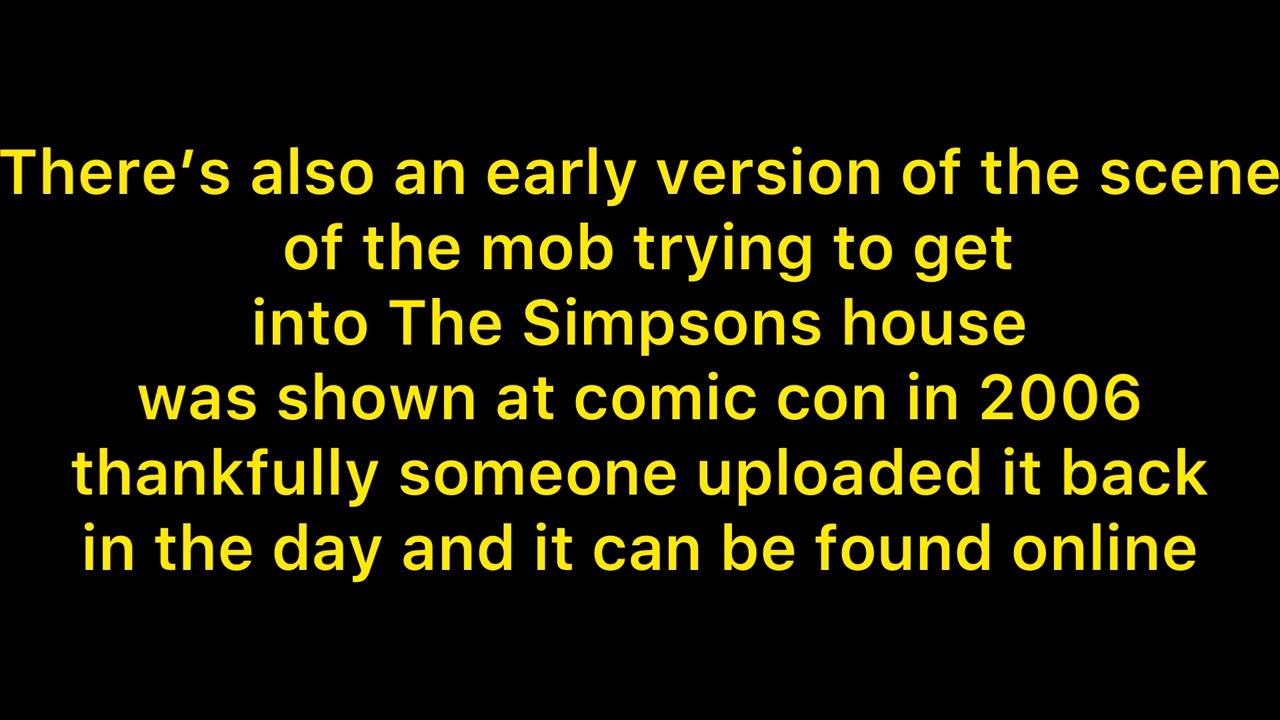 There’s also an early version of the scene
of the mob trying to get
into The Simpsons house
was shown at comic con in 2006
thankfully someone uploaded it back
in the day and it can be found online